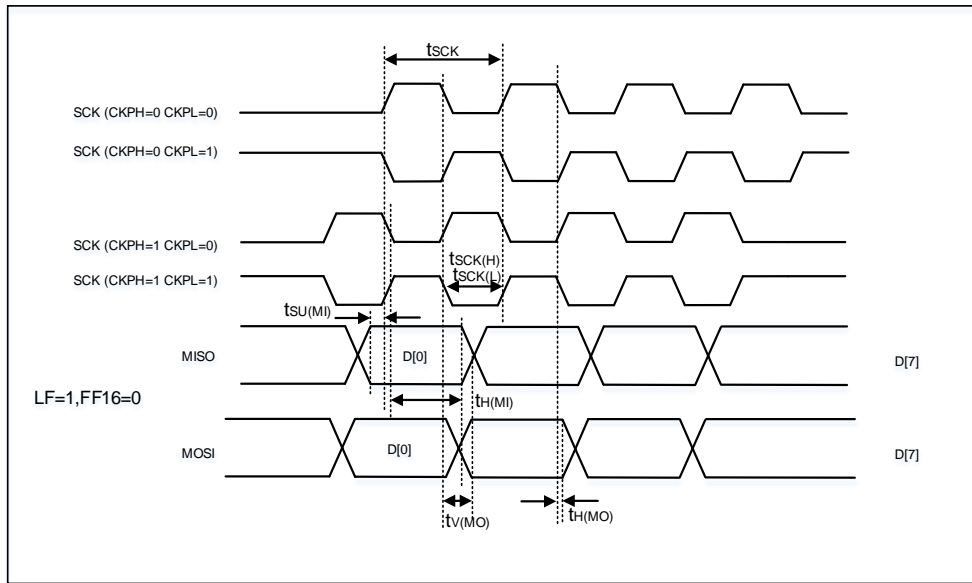 tSCK
SCK (CKPH=0 CKPL=0)
SCK (CKPH=0 CKPL=1)
SCK (CKPH=1 CKPL=0)
tSCK(H)
SCK (CKPH=1 CKPL=1)
tSCK(L)
tSU(MI)
MISO
D[0]
D[7]
LF=1,FF16=0
tH(MI)
MOSI
D[0]
D[7]
tV(MO)
tH(MO)